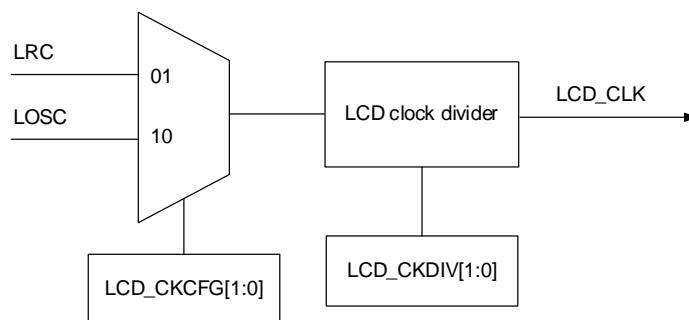 LRC
01
LOSC
10
LCD clock divider
LCD_CLK
LCD_CKCFG[1:0]
LCD_CKDIV[1:0]